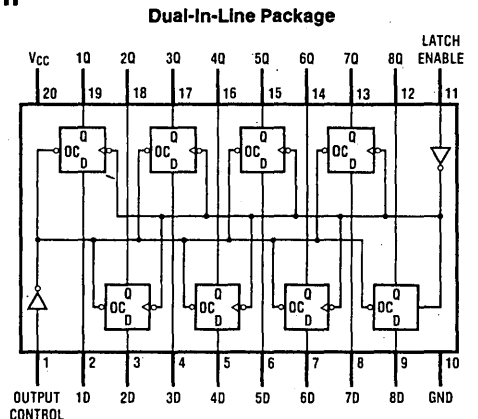 Dual-In-Line Package
LATCH
VCC 1Q 2Q 3Q 4Q 5Q 6Q 7Q 8Q ENABLE
20 19 18 17 16 15 14 13 12 11
Q Q Q Q
OC OC OC OC
D D D D
Q Q Q Q
OC OC OC OC
D D D D
1 2 3 4 5 6 7 8 9 10
OUTPUT 1D 2D 3D 4D 5D 6D 7D 8D GND
CONTROL